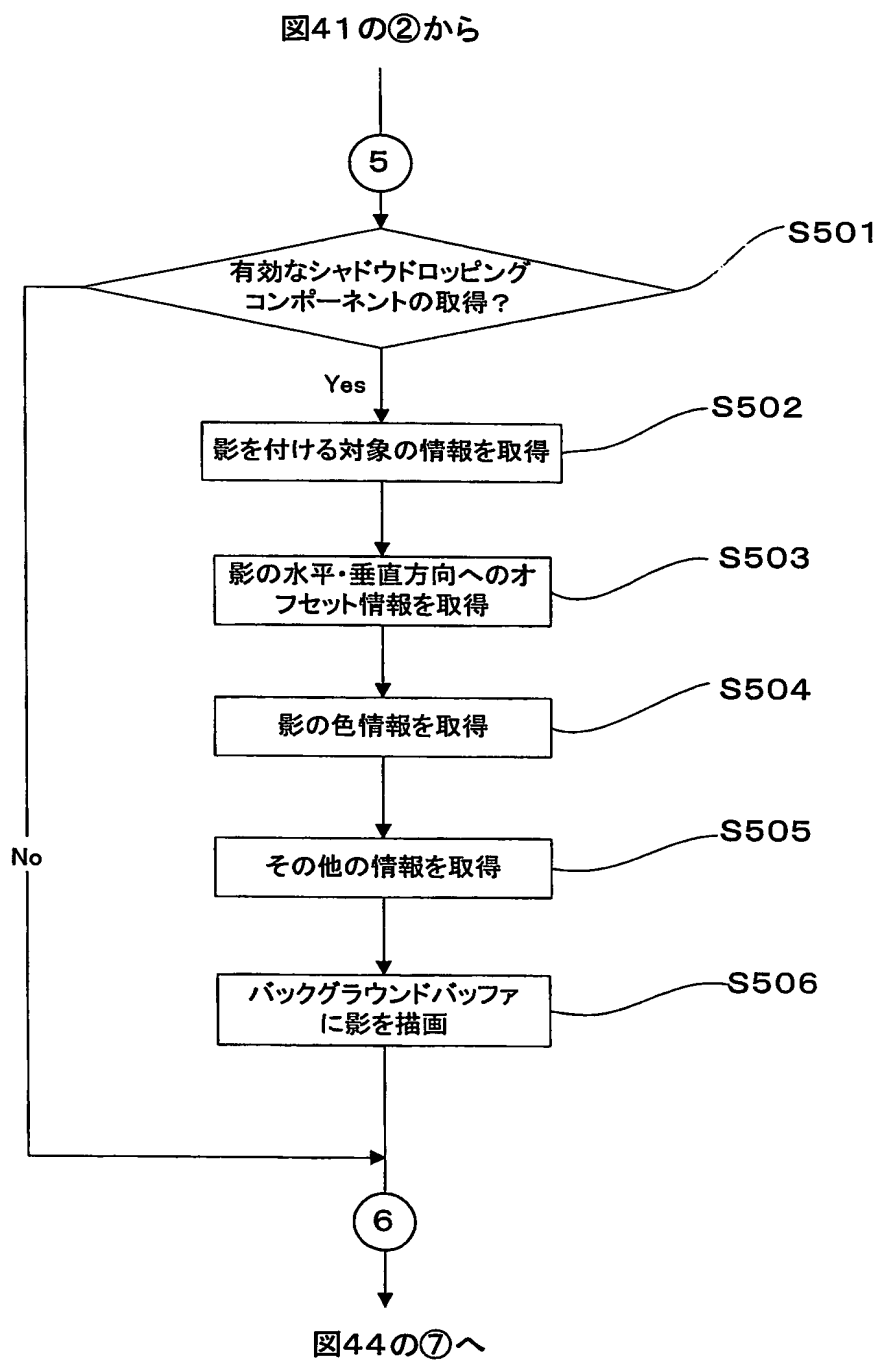 図41の②から
5
S501
有効なシャドウドロッピング
コンポーネントの取得?
Yes
S502
影を付ける対象の情報を取得
S503
影の水平・垂直方向へのオ
フセット情報を取得
S504
影の色情報を取得
S505
その他の情報を取得
No
S506
バックグラウンドバッファ
に影を描画
6
図44の⑦へ